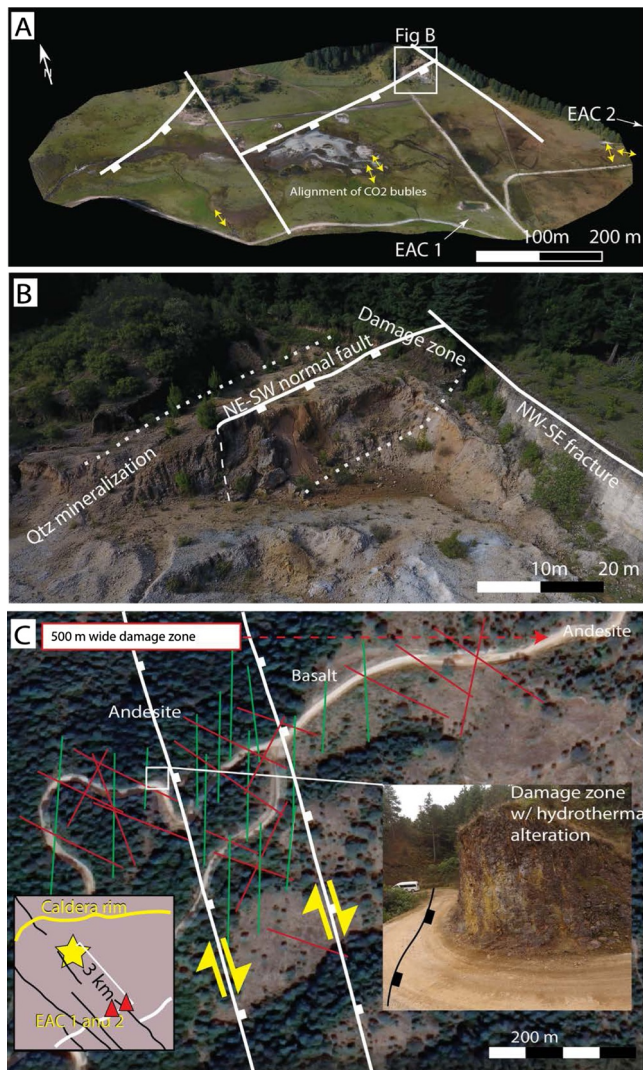 A
Fig B
N
EAC 2
Alignment of CO2 bubles
EAC 1
100m 200 m
B
Damage zone
NE-SW normal fault
NW-SE fracture
Qtz mineralization
10m 20 m
C
500 m wide damage zone
Andesite
Basalt
Andesite
Damage zone
w/ hydrotherma
alteration
Caldera rim
3 km
EAC 1 and 2
200 m